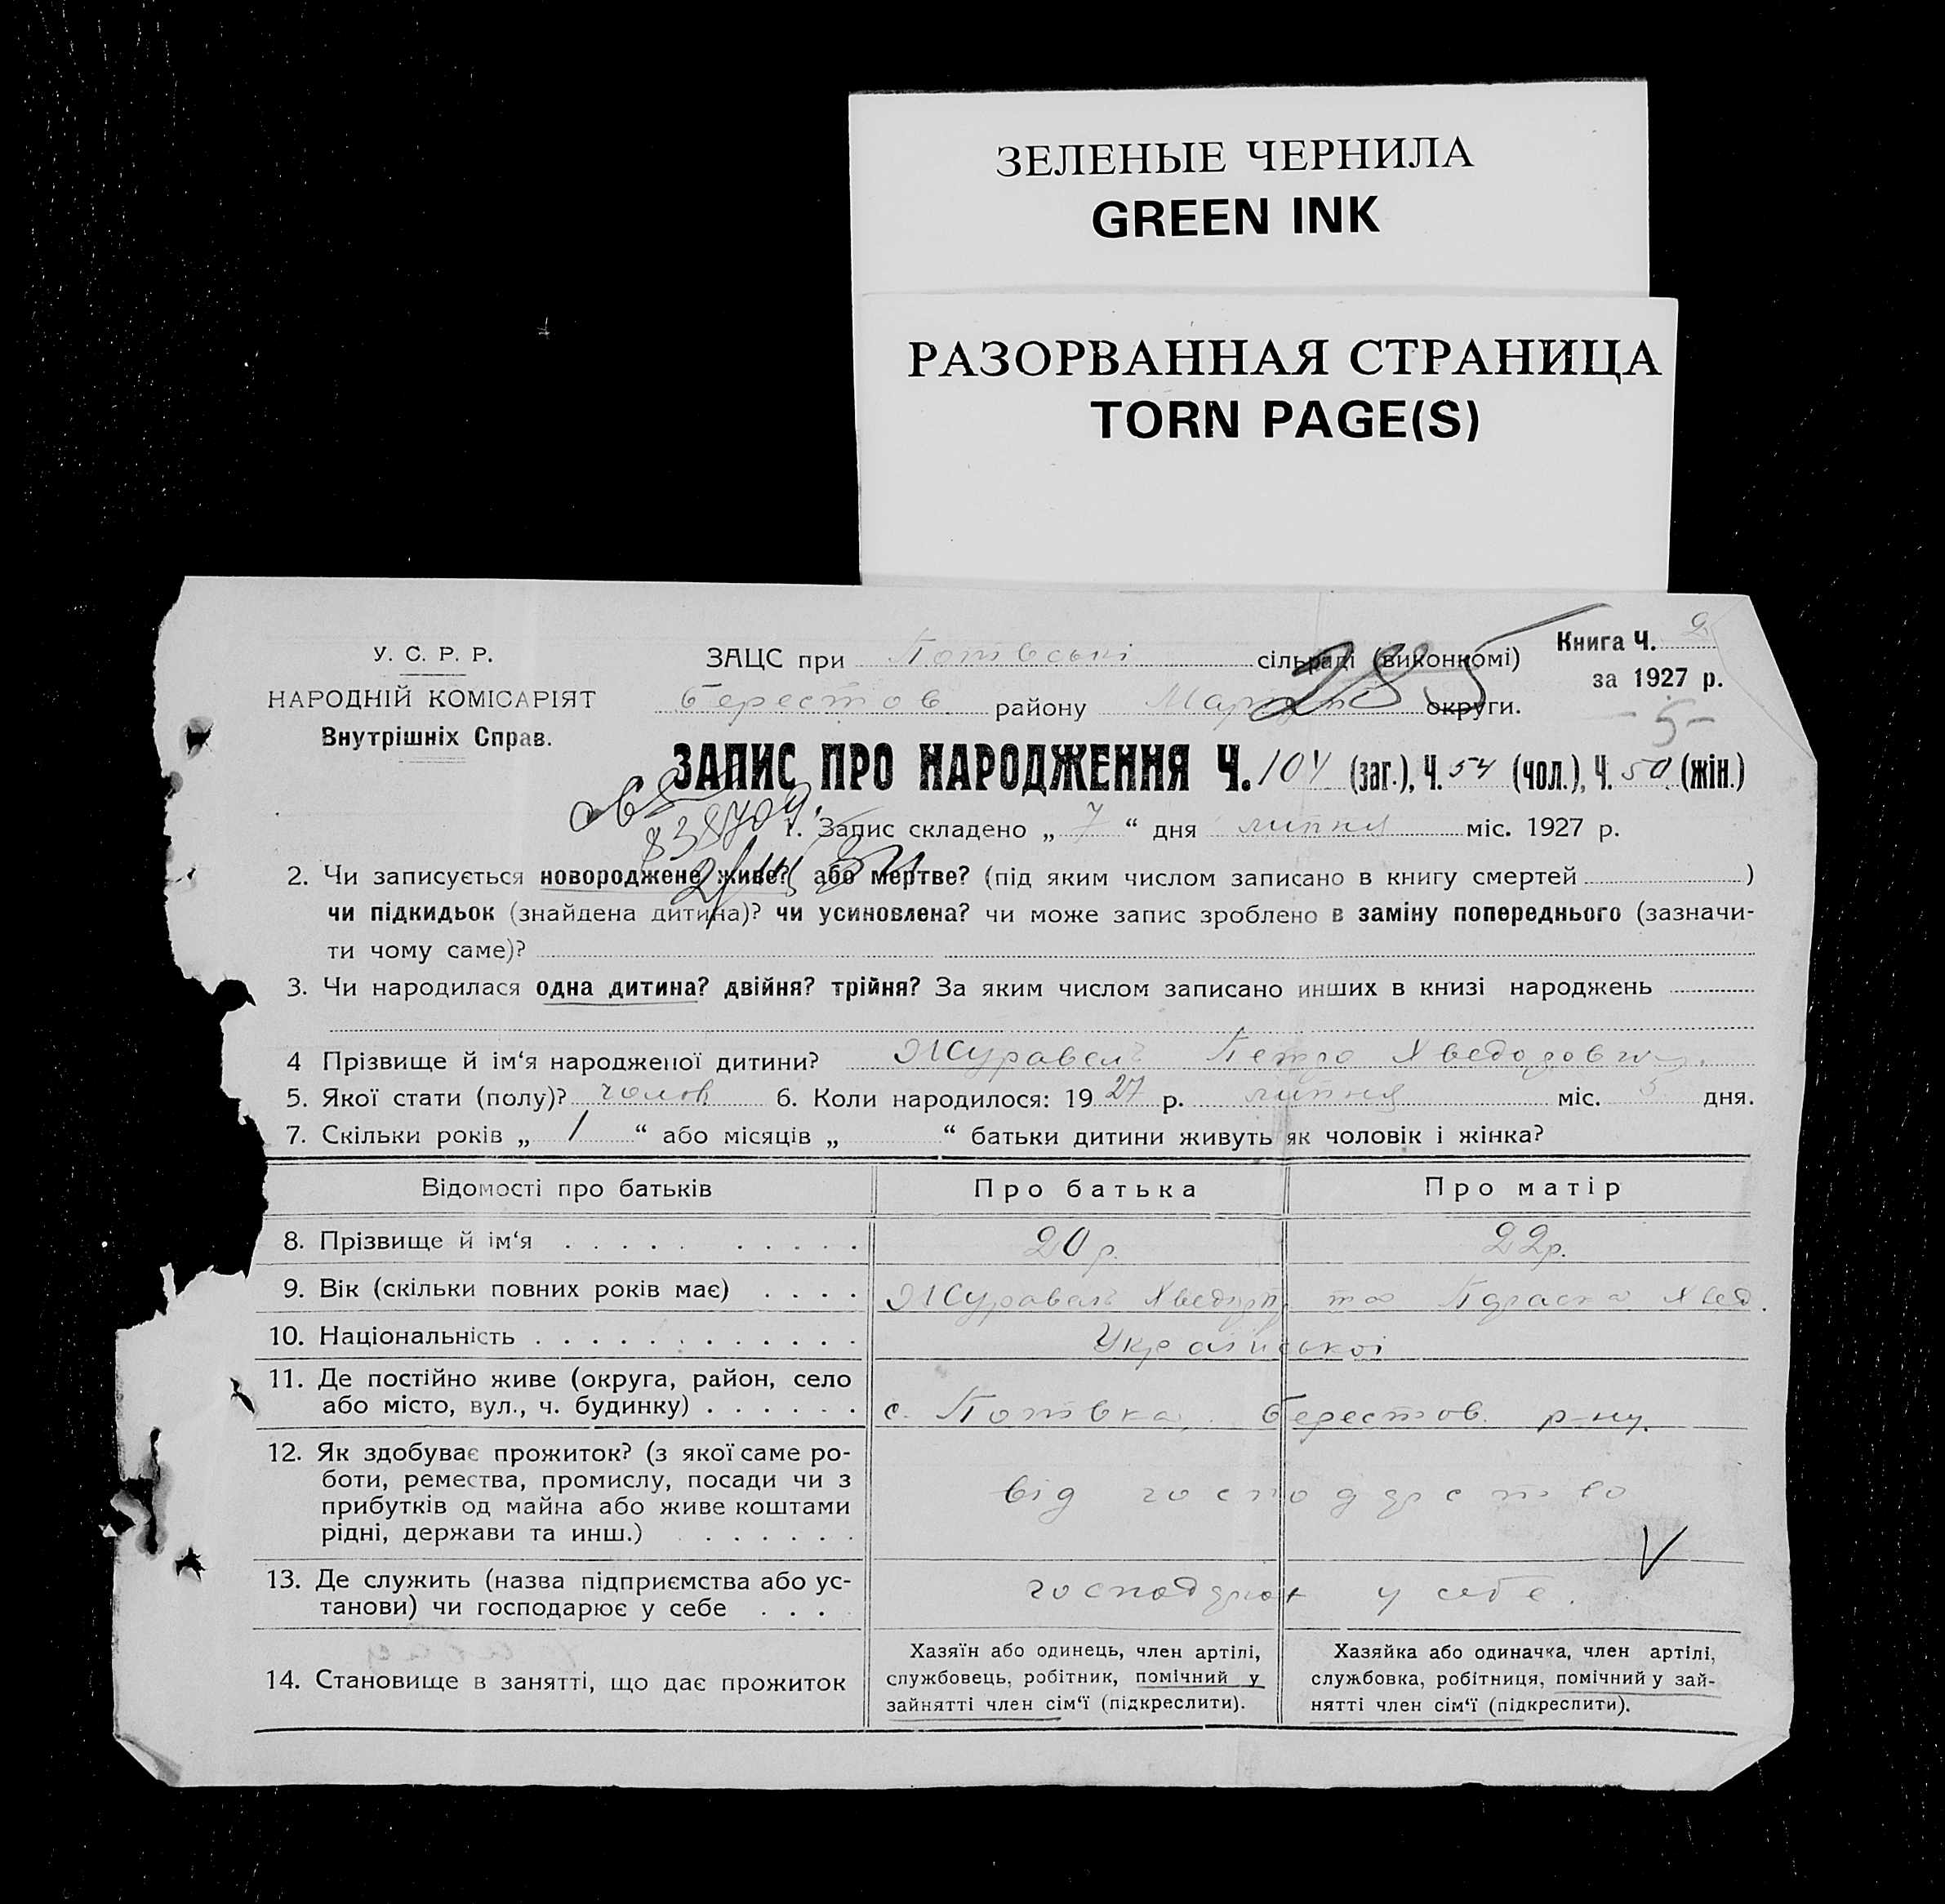 ЗЕЛЕНЫЕ ЧЕРНИЛА
GREEN INK
РАЗОРВАННАЯ СТРАНИЦА
TORN PAGE(S)
У. С. Р. Р.
НАРОДНІЙ КОМІСАРІЯТ
Внутрішніх Справ.
ЗАЦС при Потівські сільраді (виконкомі)
Берестов. району Маріюп округи.
285
Книга Ч. 2
за 1927 р.
- 5 -
ЗАПИС ПРО НАРОДЖЕННЯ Ч. 104 (заг.), Ч. 54 (чол.), Ч. 50 (жін.)
1. Запис складено „ 7 “ дня липня міс. 1927 р.
2. Чи записується новороджене живе? або мертве? (під яким числом записано в книгу смертей )
чи підкидьок (знайдена дитина)? чи усиновлена? чи може запис зроблено в заміну попереднього (зазначи-
ти чому саме)?
3. Чи народилася одна дитина? двійня? трійня? За яким числом записано инших в книзі народжень
4 Прізвище й ім‘я народженої дитини? Журавель Петро Хведорович.
5. Якої стати (полу)? чолов 6. Коли народилося: 1927 р. липня міс. 5 дня.
7. Скільки років „ 1 “ або місяців „ “ батьки дитини живуть як чоловік і жінка?
Відомості про батьків Про батька Про матір
8. Прізвище й ім‘я 20 р. 22 р.
9. Вік (скільки повних років має) Журавель Хведор та Параска Хвед.
10. Національність Української
11. Де постійно живе (округа, район, село
або місто, вул., ч. будинку) с. Потівка, Берестов. р-ну.
12. Як здобуває прожиток? (з якої саме ро-
боти, ремества, промислу, посади чи з
прибутків од майна або живе коштами
рідні, держави та инш.) від господарство
13. Де служить (назва підприємства або ус-
танови) чи господарює у себе господарює у себе.
14. Становище в занятті, що дає прожиток
Хазяїн або одинець, член артілі,
службовець, робітник, помічний у
зайнятті член сім‘ї (підкреслити).
Хазяйка або одиначка, член артілі,
службовка, робітниця, помічний у зай-
нятті член сім‘ї (підкреслити).